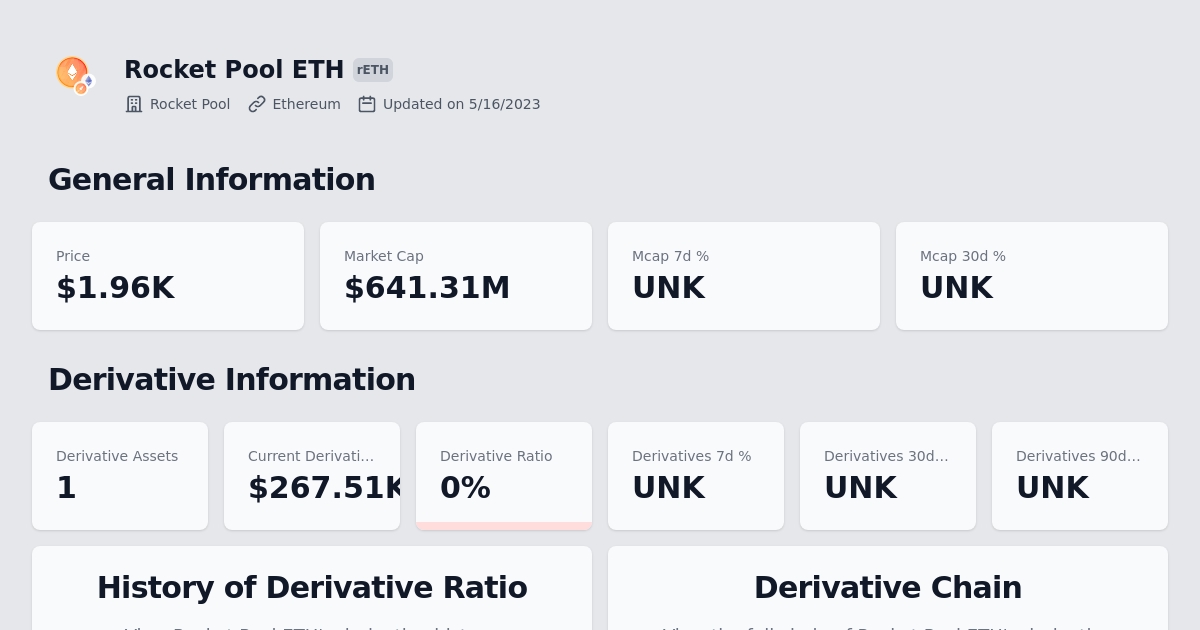 Rocket Pool ETH rETH
Rocket Pool Ethereum Updated on 5/16/2023
General Information
Price Market Cap Mcap 7d % Mcap 30d %
$1.96K $641.31M UNK UNK
Derivative Information
Derivative Assets Current Derivati... Derivative Ratio Derivatives 7d % Derivatives 30d... Derivatives 90d...
1 $267.51K 0% UNK UNK UNK
History of Derivative Ratio Derivative Chain